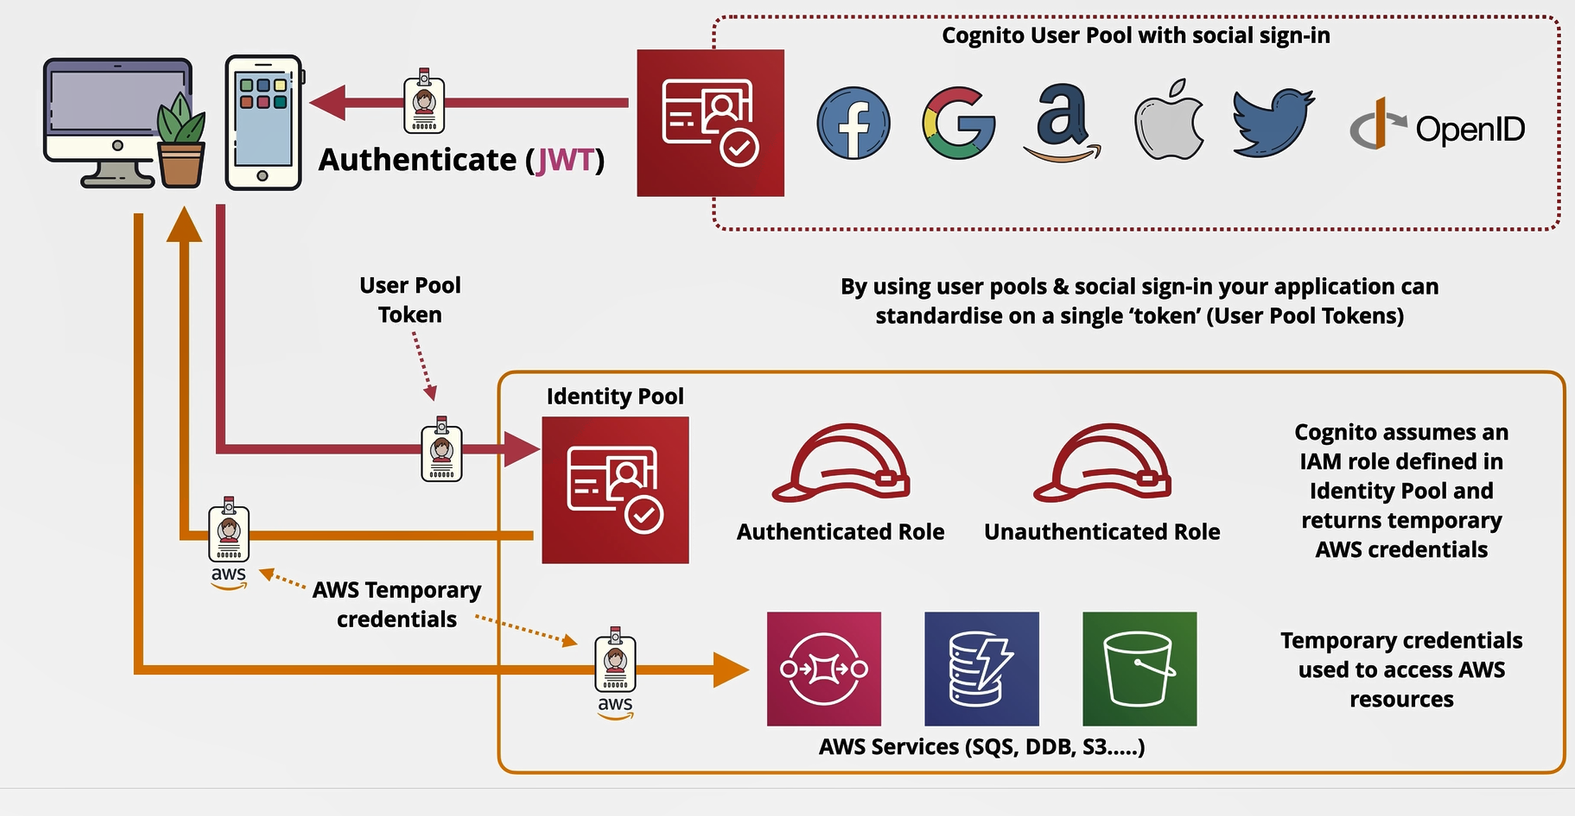 Cognito User Pool with social sign-in
OpenID
Authenticate (JWT)
User Pool
Token
By using user pools & social sign-in your application can
standardise on a single ‘token’ (User Pool Tokens)
Identity Pool
Authenticated Role
Unauthenticated Role
Cognito assumes an
IAM role defined in
Identity Pool and
returns temporary
AWS credentials
aws
AWS Temporary
credentials
aws
Temporary credentials
used to access AWS
resources
AWS Services (SQS, DDB, S3.....)